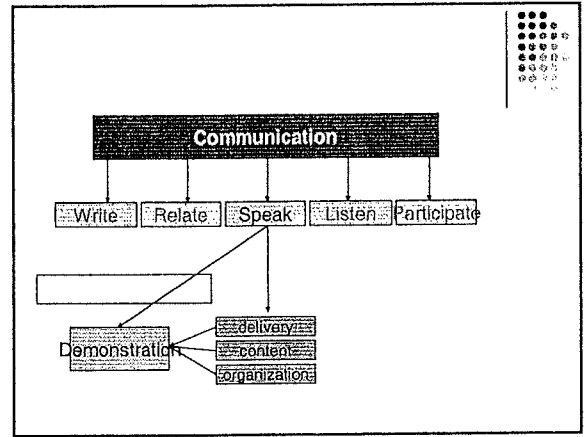 Communication
Write Relate Speak Listen Participate
delivery
Demonstration content
organization